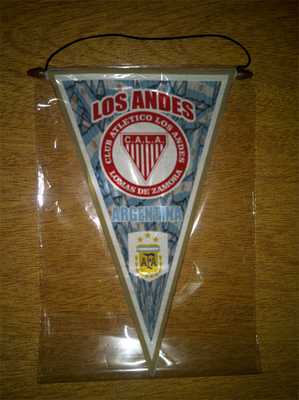 LOS ANDES
CLUB ATLETICO LOS ANDES
C.A.L.A.
LOMAS DE ZAMORA
ARGENTINA
AFA